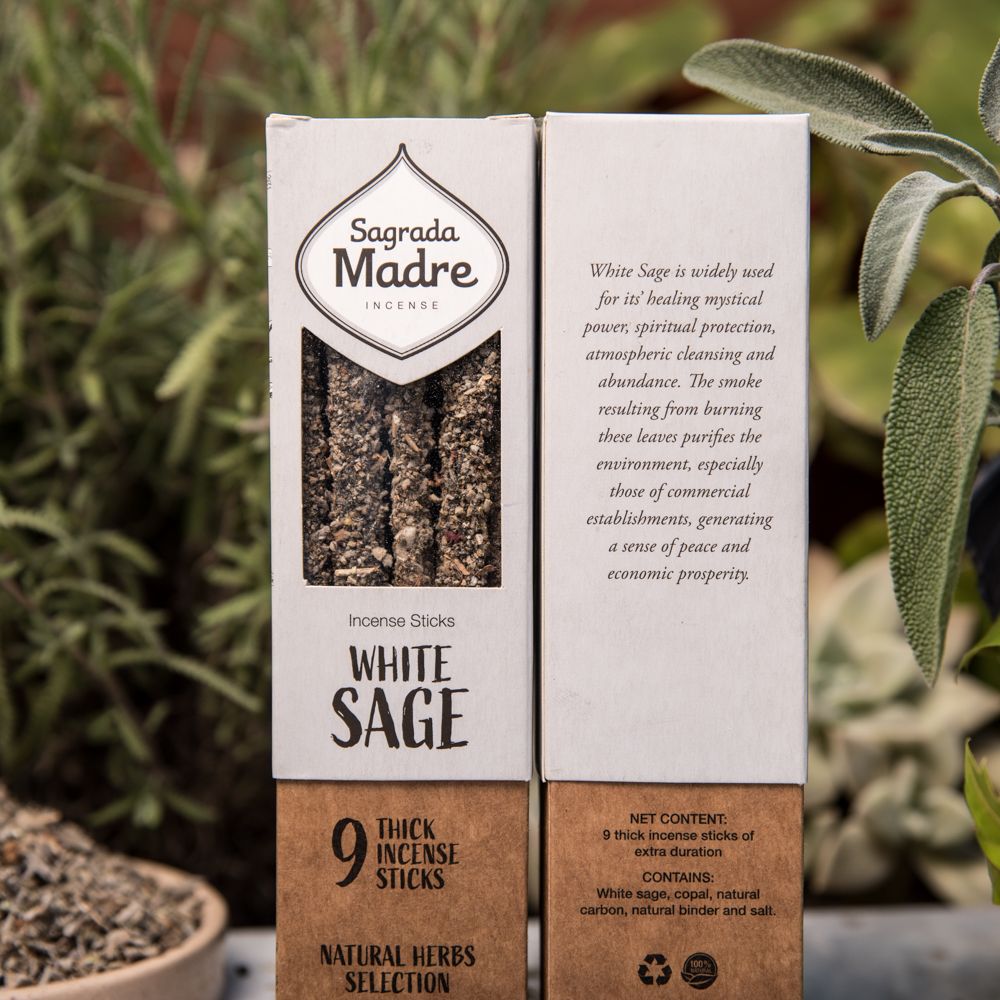 Sagrada
Madre
INCENSE
Incense Sticks
WHITE
SAGE
9 THICK
INCENSE
STICKS
NATURAL HERBS
SELECTION
White Sage is widely used
for its' healing mystical
power, spiritual protection,
atmospheric cleansing and
abundance. The smoke
resulting from burning
these leaves purifies the
environment, especially
those of commercial
establishments, generating
a sense of peace and
economic prosperity.
NET CONTENT:
9 thick incense sticks of
extra duration
CONTAINS:
White sage, copal, natural
carbon, natural binder and salt.
100%
NATURAL